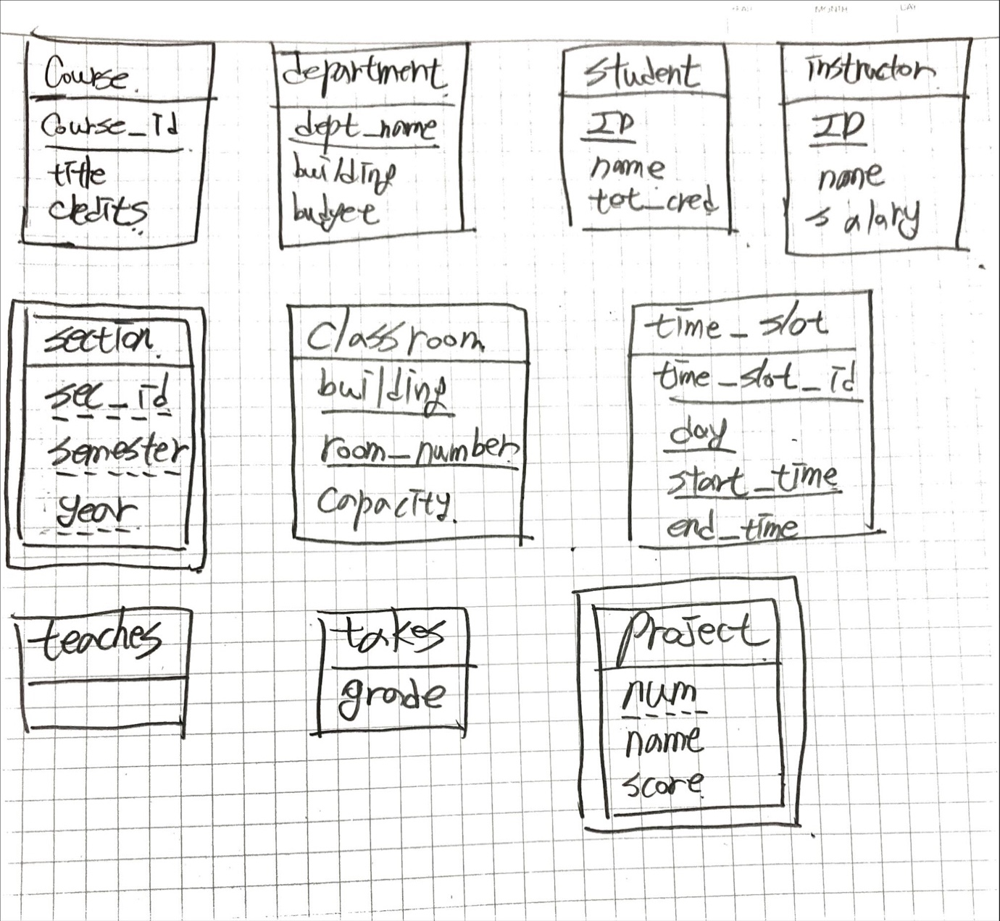 YEAR MONTH DAY
Course.
Course_id
title
credits
department
dept_name
building
budget
student
ID
name
tot_cred
instructor
ID
name
salary
section
sec_id
semester
year
Classroom
building
room_number
Capacity
time_slot
time_slot_id
day
start_time
end_time
teaches
takes
grade
Project
num
name
score